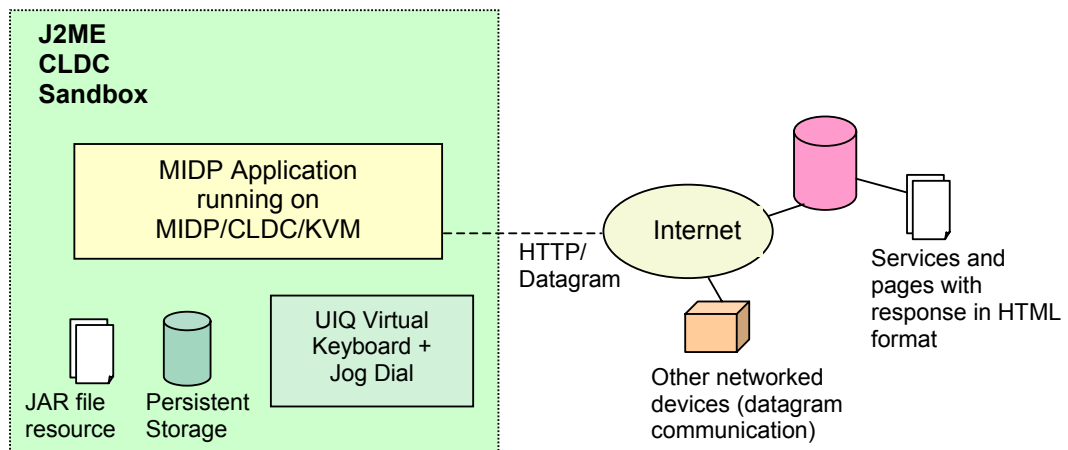 J2ME
CLDC
Sandbox
MIDP Application
running on
MIDP/CLDC/KVM
HTTP/
Datagram
Internet
Services and
pages with
response in HTML
format
UIQ Virtual
Keyboard +
Jog Dial
JAR file
resource
Persistent
Storage
Other networked
devices (datagram
communication)